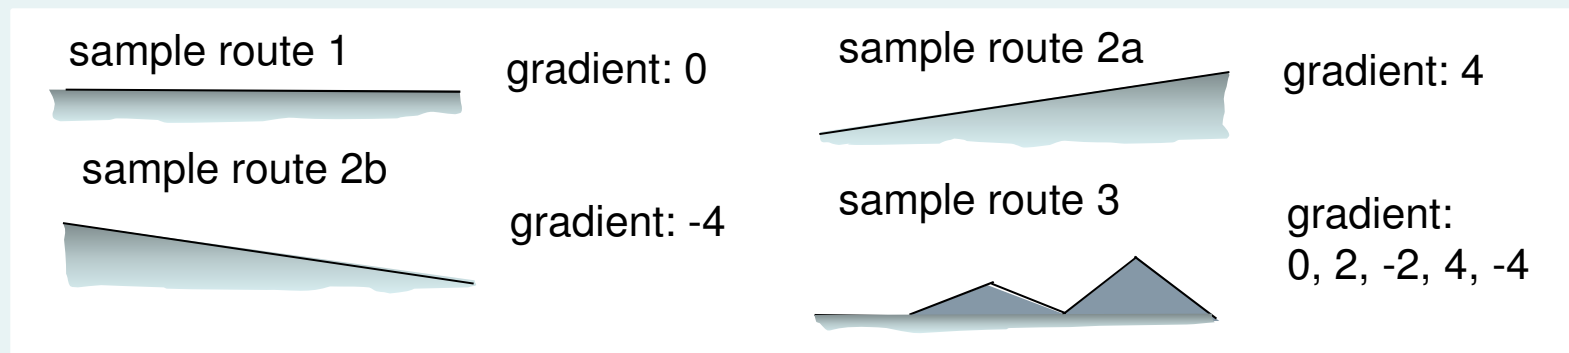 sample route 1
gradient: 0
sample route 2a
gradient: 4
sample route 2b
gradient: -4
sample route 3
gradient:
0, 2, -2, 4, -4